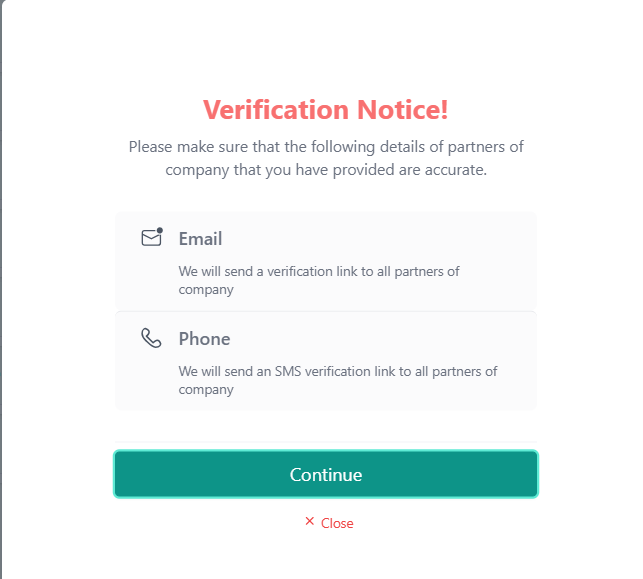 Verification Notice!
Please make sure that the following details of partners of
company that you have provided are accurate.
Email
We will send a verification link to all partners of
company
Phone
We will send an SMS verification link to all partners of
company
Continue
× Close